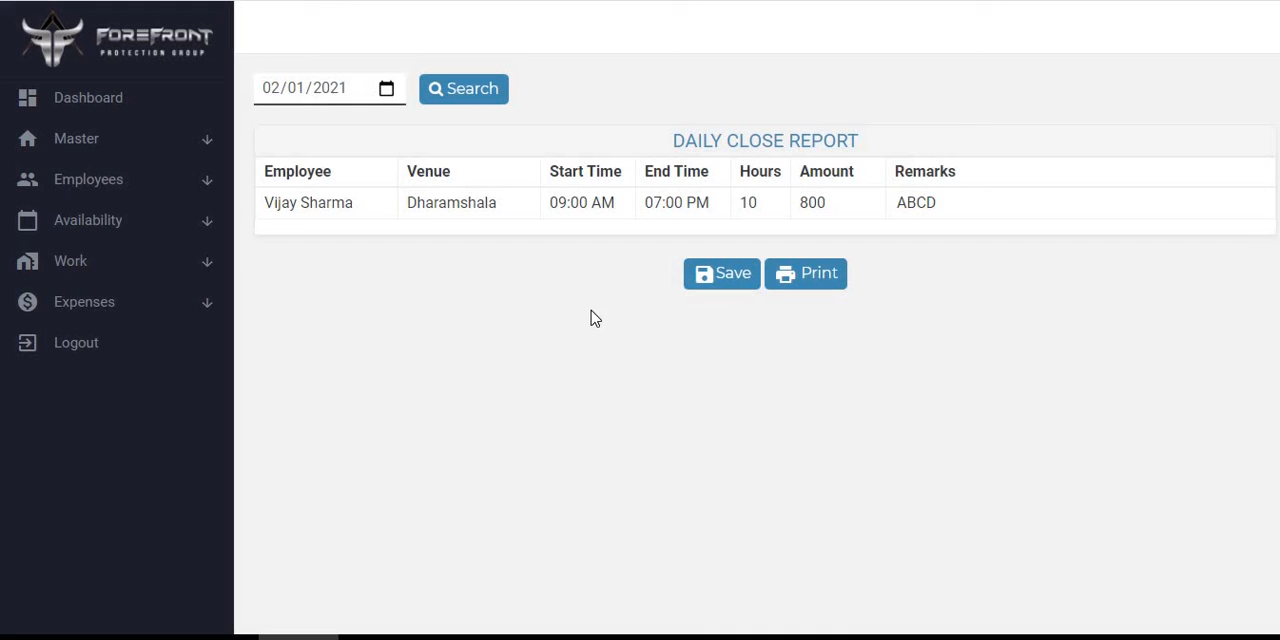 FOREFRONT
PROTECTION GROUP
Dashboard
Master
Employees
Availability
Work
Expenses
Logout
02/01/2021 Search
DAILY CLOSE REPORT
Employee Venue Start Time End Time Hours Amount Remarks
Vijay Sharma Dharamshala 09:00 AM 07:00 PM 10 800 ABCD
Save Print